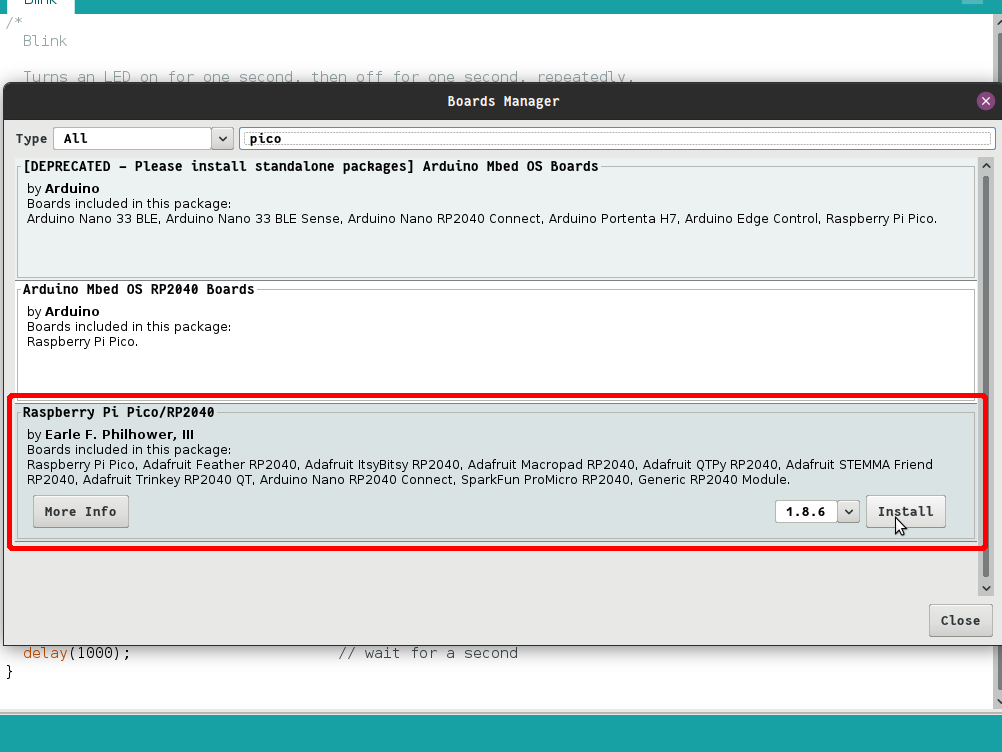 Blink
/*
Blink
Turns an LED on for one second, then off for one second, repeatedly.
Boards Manager
Type All pico
[DEPRECATED - Please install standalone packages] Arduino Mbed OS Boards
by Arduino
Boards included in this package:
Arduino Nano 33 BLE, Arduino Nano 33 BLE Sense, Arduino Nano RP2040 Connect, Arduino Portenta H7, Arduino Edge Control, Raspberry Pi Pico.
Arduino Mbed OS RP2040 Boards
by Arduino
Boards included in this package:
Raspberry Pi Pico.
Raspberry Pi Pico/RP2040
by Earle F. Philhower, III
Boards included in this package:
Raspberry Pi Pico, Adafruit Feather RP2040, Adafruit ItsyBitsy RP2040, Adafruit Macropad RP2040, Adafruit QTPy RP2040, Adafruit STEMMA Friend
RP2040, Adafruit Trinkey RP2040 QT, Arduino Nano RP2040 Connect, SparkFun ProMicro RP2040, Generic RP2040 Module.
More Info 1.8.6 Install
Close
delay(1000); // wait for a second
}